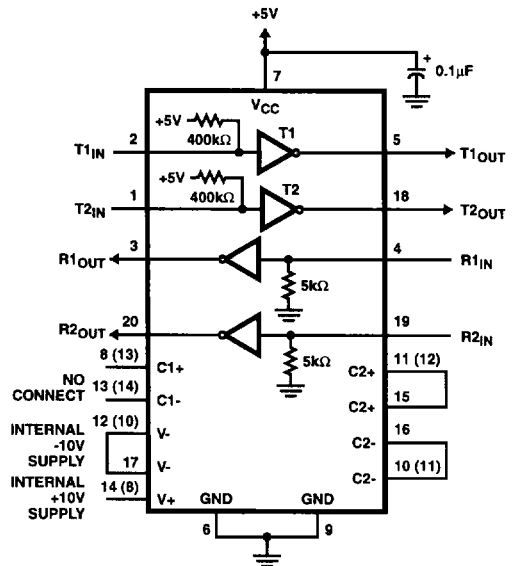 +5V
+
0.1µF
7
VCC
+5V
400kΩ
T1
2
T1IN
5
T1OUT
+5V
400kΩ
T2
1
T2IN
18
T2OUT
3
R1OUT
4
R1IN
5kΩ
20
R2OUT
19
R2IN
5kΩ
8 (13)
C1+
NO
CONNECT
13 (14)
C1-
12 (10)
V-
INTERNAL
-10V
SUPPLY
17
V-
14 (8)
V+
INTERNAL
+10V
SUPPLY
11 (12)
C2+
15
C2+
16
C2-
10 (11)
C2-
GND
GND
6
9